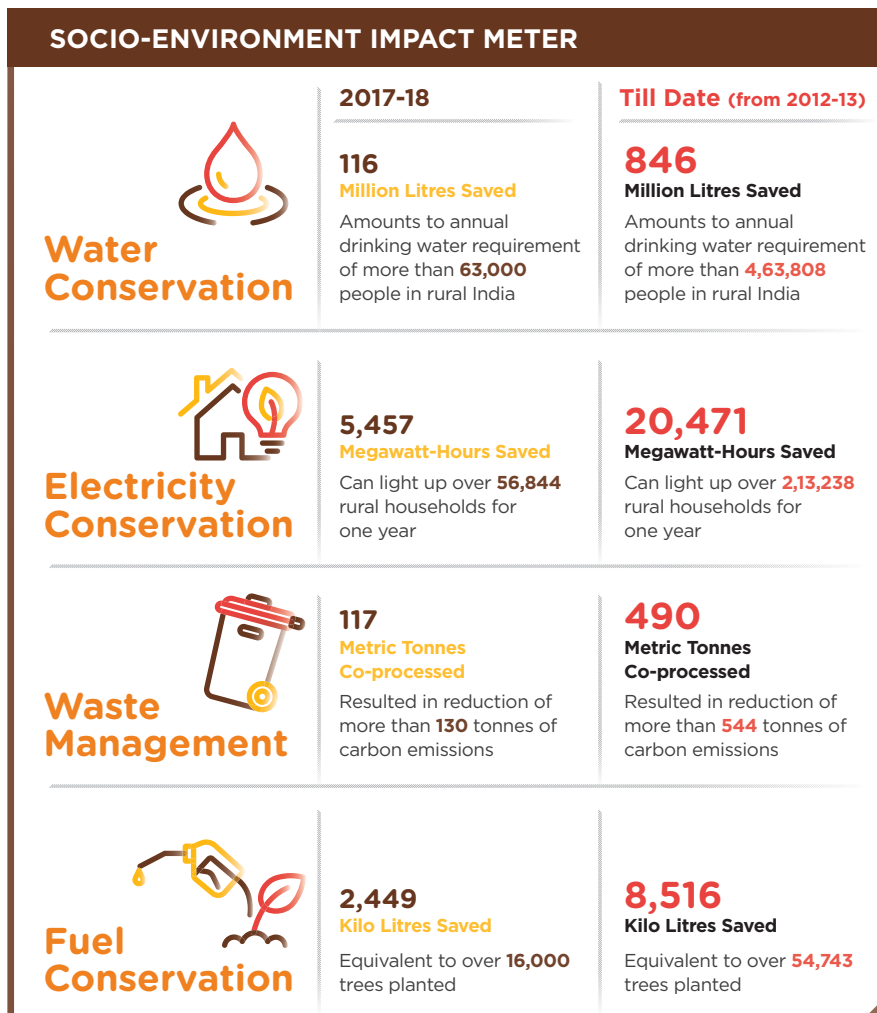 SOCIO-ENVIRONMENT IMPACT METER
2017-18
Till Date (from 2012-13)
Water
Conservation
116
Million Litres Saved
Amounts to annual
drinking water requirement
of more than 63,000
people in rural India
846
Million Litres Saved
Amounts to annual
drinking water requirement
of more than 4,63,808
people in rural India
Electricity
Conservation
5,457
Megawatt-Hours Saved
Can light up over 56,844
rural households for
one year
20,471
Megawatt-Hours Saved
Can light up over 2,13,238
rural households for
one year
Waste
Management
117
Metric Tonnes
Co-processed
Resulted in reduction of
more than 130 tonnes of
carbon emissions
490
Metric Tonnes
Co-processed
Resulted in reduction of
more than 544 tonnes of
carbon emissions
Fuel
Conservation
2,449
Kilo Litres Saved
Equivalent to over 16,000
trees planted
8,516
Kilo Litres Saved
Equivalent to over 54,743
trees planted